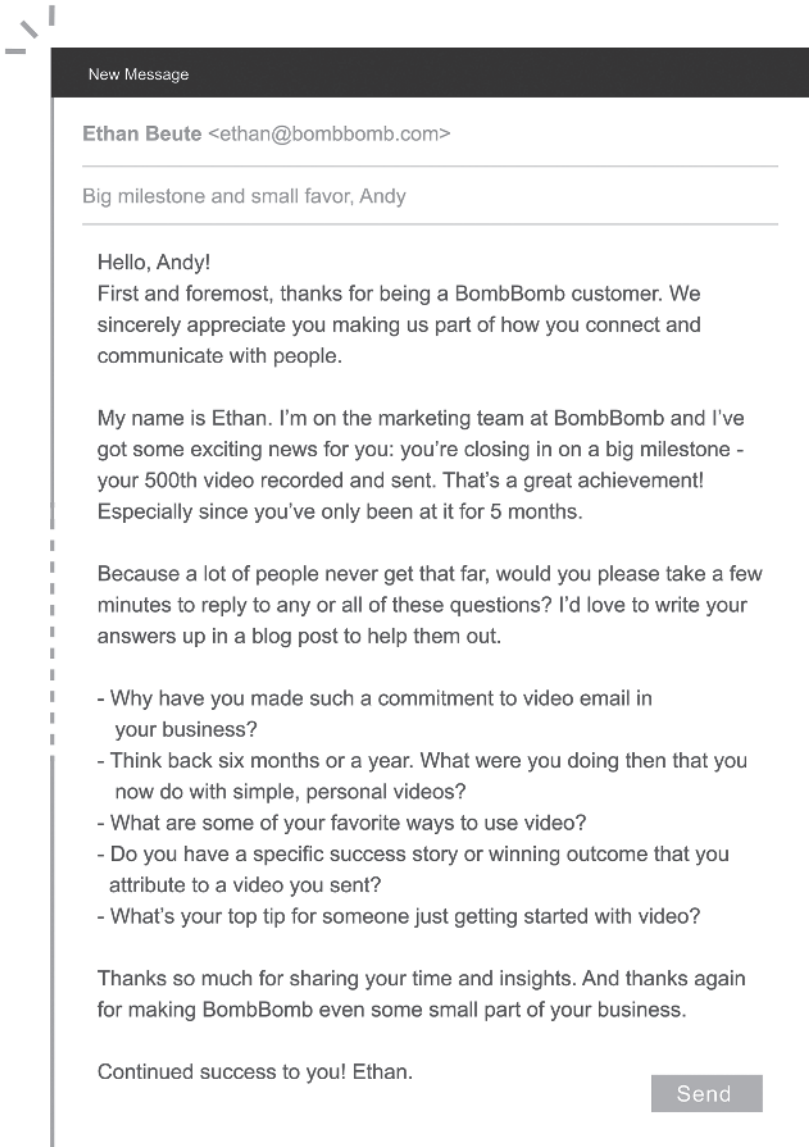 New Message
Ethan Beute <ethan@bombbomb.com>
Big milestone and small favor, Andy
Hello, Andy!
First and foremost, thanks for being a BombBomb customer. We
sincerely appreciate you making us part of how you connect and
communicate with people.
My name is Ethan. I'm on the marketing team at BombBomb and I've
got some exciting news for you: you're closing in on a big milestone -
your 500th video recorded and sent. That's a great achievement!
Especially since you've only been at it for 5 months.
Because a lot of people never get that far, would you please take a few
minutes to reply to any or all of these questions? I'd love to write your
answers up in a blog post to help them out.
- Why have you made such a commitment to video email in
your business?
- Think back six months or a year. What were you doing then that you
now do with simple, personal videos?
- What are some of your favorite ways to use video?
- Do you have a specific success story or winning outcome that you
attribute to a video you sent?
- What's your top tip for someone just getting started with video?
Thanks so much for sharing your time and insights. And thanks again
for making BombBomb even some small part of your business.
Continued success to you! Ethan.
Send